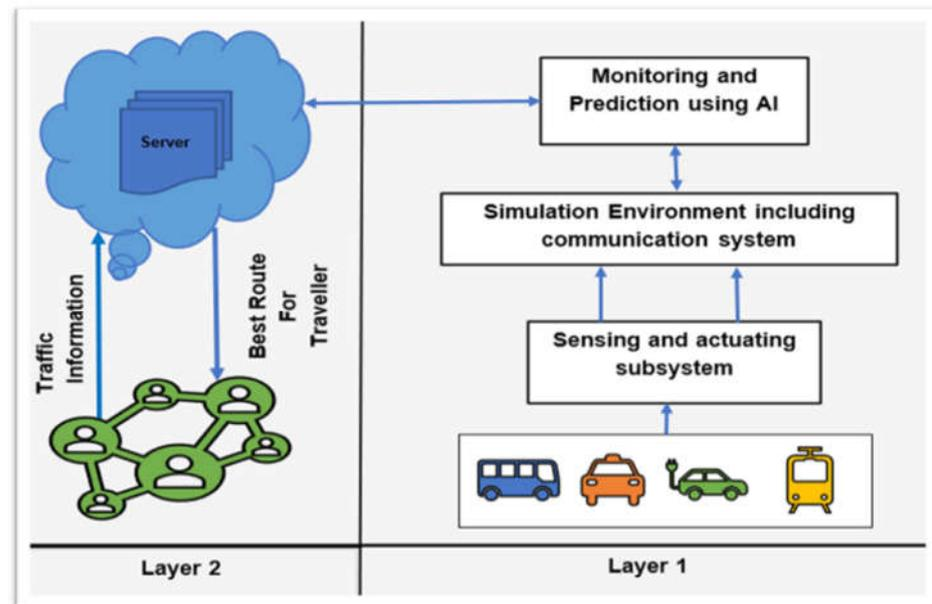 Server
Traffic
Information
Best Route
For
Traveller
Layer 2
Monitoring and
Prediction using AI
Simulation Environment including
communication system
Sensing and actuating
subsystem
Layer 1